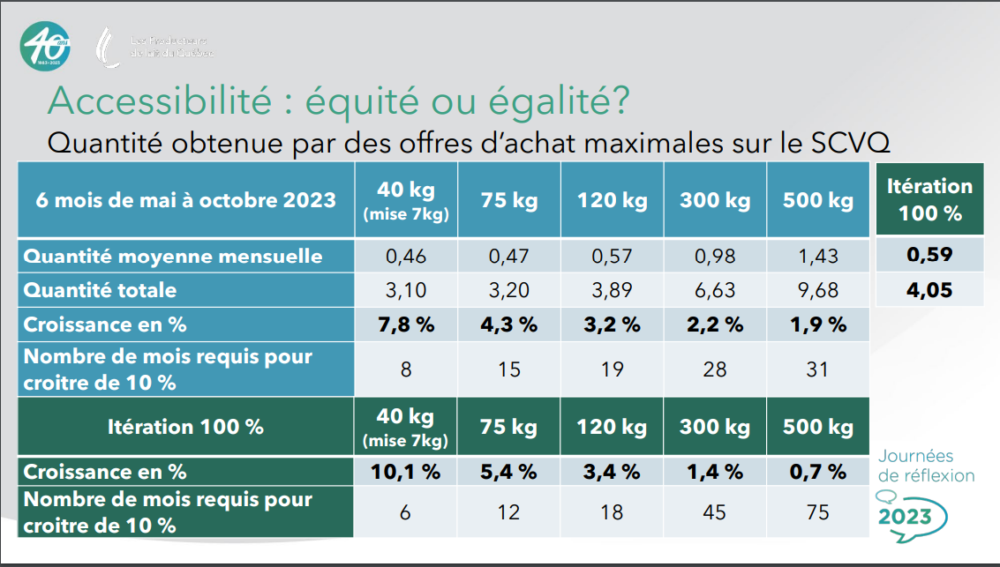 40 ans
1983-2023
Les Producteurs
de lait du Québec
Accessibilité : équité ou égalité?
Quantité obtenue par des offres d’achat maximales sur le SCVQ
6 mois de mai à octobre 2023 40 kg (mise 7kg) 75 kg 120 kg 300 kg 500 kg Itération 100 %
Quantité moyenne mensuelle 0,46 0,47 0,57 0,98 1,43 0,59
Quantité totale 3,10 3,20 3,89 6,63 9,68 4,05
Croissance en % 7,8 % 4,3 % 3,2 % 2,2 % 1,9 %
Nombre de mois requis pour
croitre de 10 % 8 15 19 28 31
Itération 100 % 40 kg (mise 7kg) 75 kg 120 kg 300 kg 500 kg
Croissance en % 10,1 % 5,4 % 3,4 % 1,4 % 0,7 %
Nombre de mois requis pour
croitre de 10 % 6 12 18 45 75
Journées
de réflexion
2023